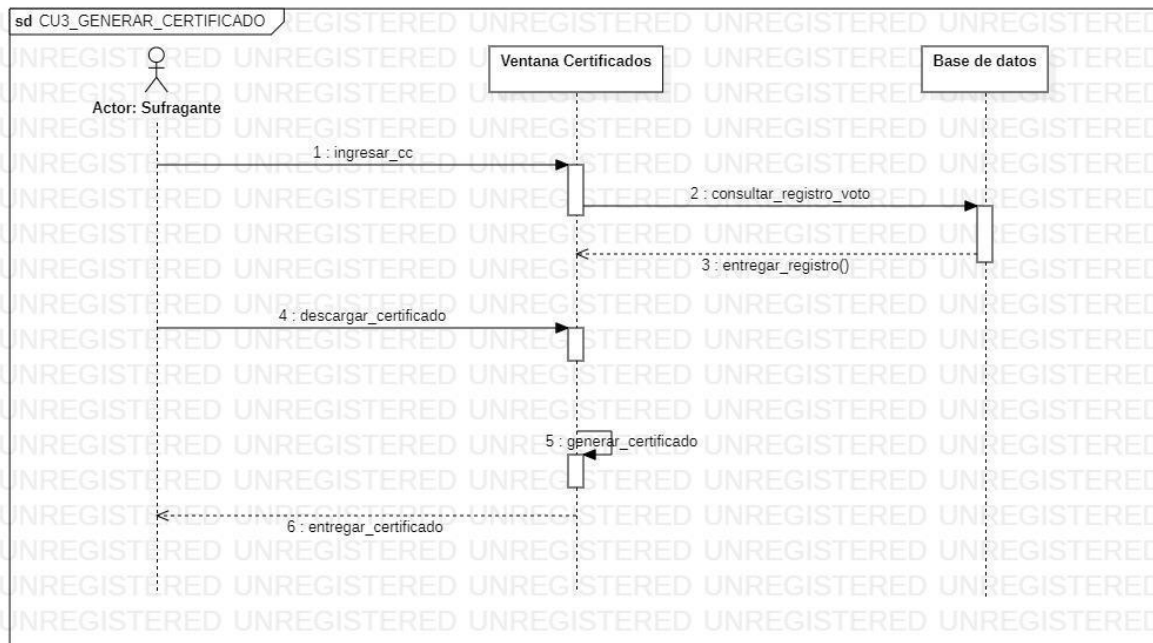 sd CU3_GENERAR_CERTIFICADO
Actor: Sufragante
Ventana Certificados
Base de datos
1 : ingresar_cc
2 : consultar_registro_voto
3 : entregar_registro()
4 : descargar_certificado
5 : generar_certificado
6 : entregar_certificado
UNREGISTERED